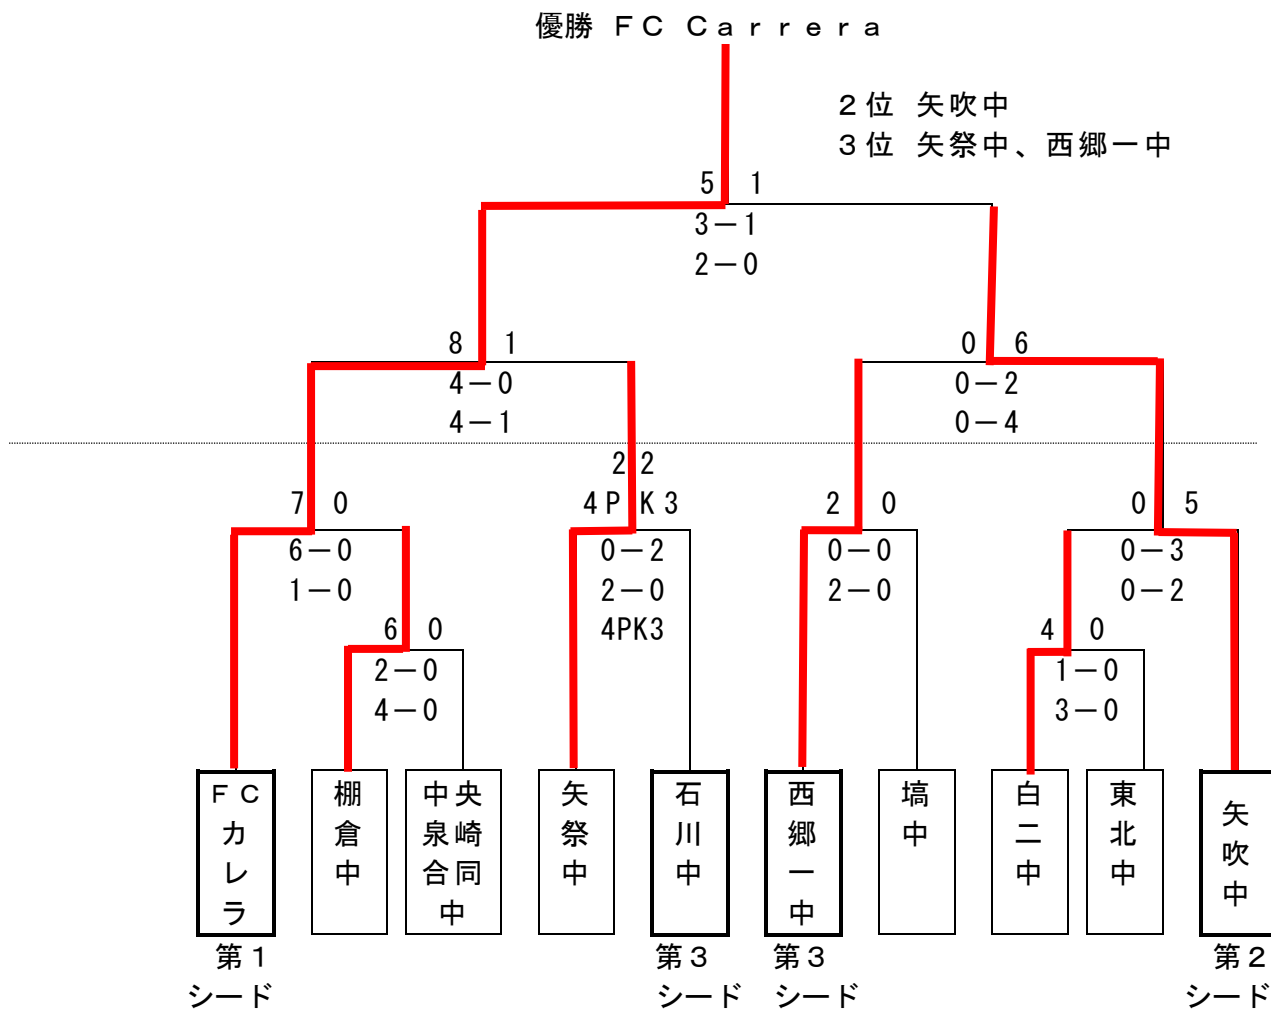 優勝 ＦＣ Ｃａｒｒｅｒａ
２位 矢吹中
３位 矢祭中、西郷一中
5 1
3－1
2－0
8 1
0 6
4－0
0－2
4－1
0－4
2 2
7 0
4ＰＫ3
2 0
0 5
6－0
0－2
0－0
0－3
1－0
2－0
2－0
0－2
6 0
4PK3
4 0
2－0
1－0
4－0
3－0
ＦＣカレラ
棚倉中
中央泉崎合同中
矢祭中
石川中
西郷一中
塙中
白二中
東北中
矢吹中
第１
シード
第３
シード
第３
シード
第２
シード